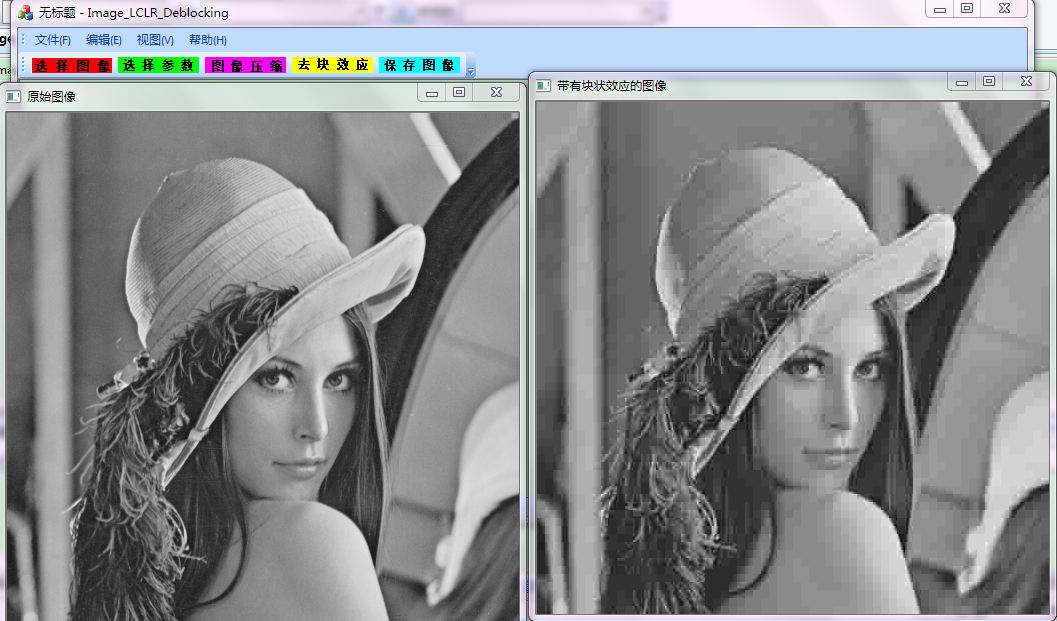 无标题 - Image_LCLR_Deblocking
文件(F) 编辑(E) 视图(V) 帮助(H)
选择图像 选择参数 图像压缩 去块效应 保存图像
原始图像
带有块状效应的图像